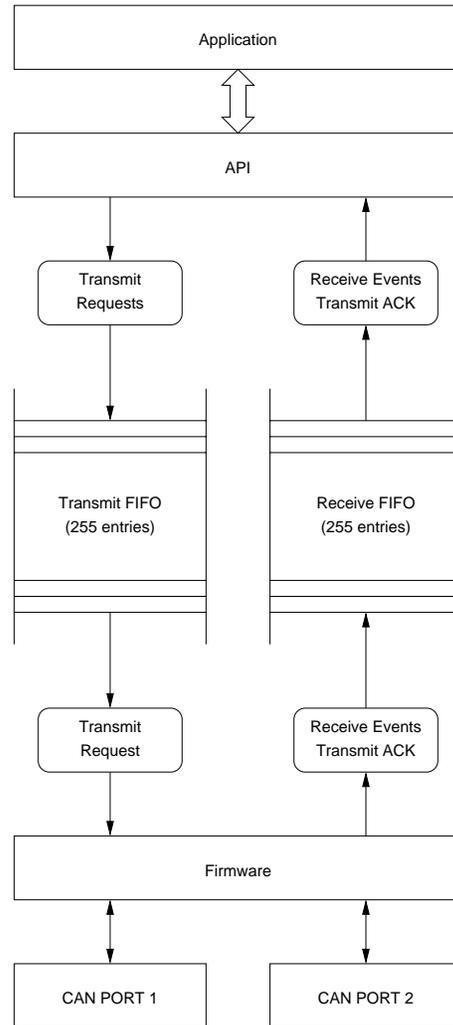 Application
API
Transmit
Requests
Receive Events
Transmit ACK
Transmit FIFO
(255 entries)
Receive FIFO
(255 entries)
Transmit
Request
Receive Events
Transmit ACK
Firmware
CAN PORT 1
CAN PORT 2